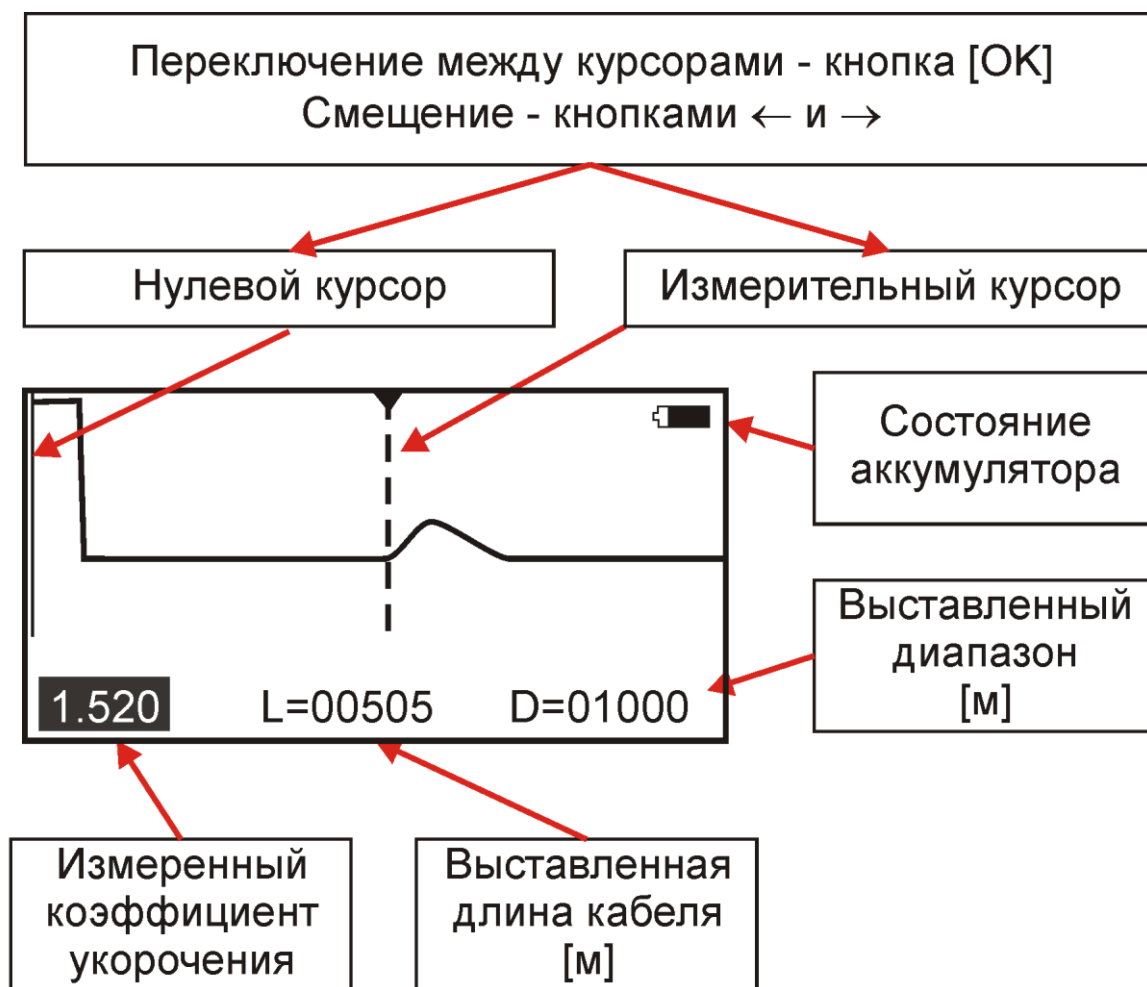 Переключение между курсорами - кнопка [OK]
Смещение - кнопками ← и →
Нулевой курсор
Измерительный курсор
Состояние
аккумулятора
Выставленный
диапазон
[м]
1.520 L=00505 D=01000
Измеренный
коэффициент
укорочения
Выставленная
длина кабеля
[м]